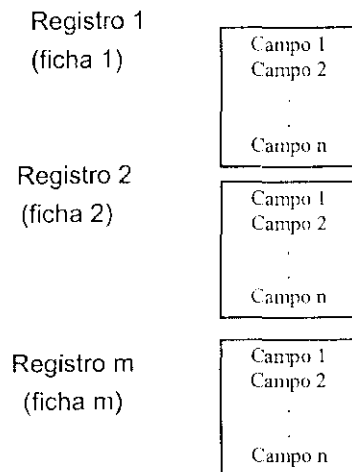 Registro 1
(ficha 1)
Campo 1
Campo 2
.
.
Campo n
Registro 2
(ficha 2)
Campo 1
Campo 2
.
.
Campo n
Registro m
(ficha m)
Campo 1
Campo 2
.
.
Campo n